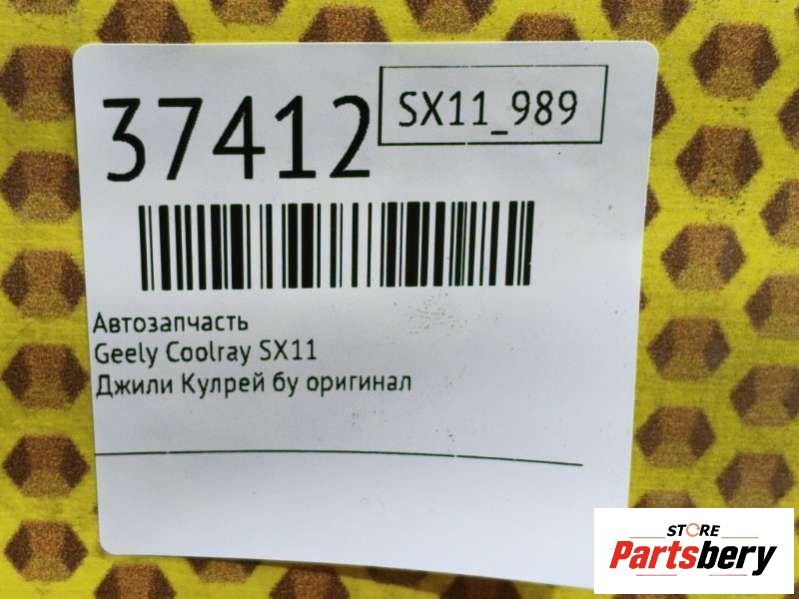 37412
SX11_989
Автозапчасть
Geely Coolray SX11
Джили Кулрей бу оригинал
STORE
Partsbery